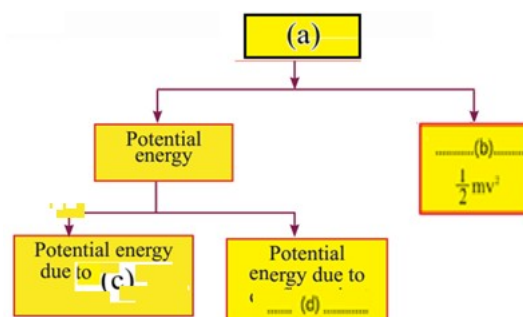 (a)
Potential
energy
..........(b)..........
1/2 mv²
Potential energy
due to (c)
Potential
energy due to
...... (d) ..............